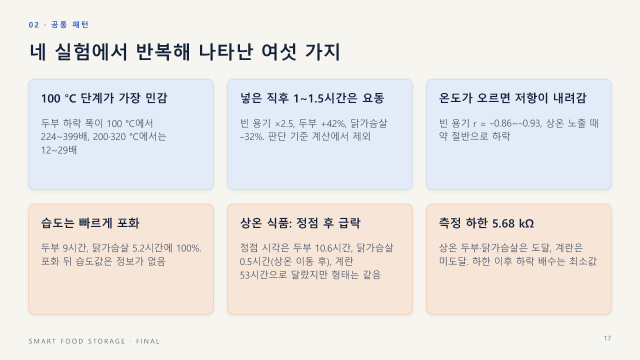 02 · 공통 패턴
네 실험에서 반복해 나타난 여섯 가지
100 °C 단계가 가장 민감
두부 하락 폭이 100 °C에서
224~399배, 200·320 °C에서는
12~29배
넣은 직후 1~1.5시간은 요동
빈 용기 ×2.5, 두부 +42%, 닭가슴살
–32%. 판단 기준 계산에서 제외
온도가 오르면 저항이 내려감
빈 용기 r = –0.86~–0.93, 상온 노출 때
약 절반으로 하락
습도는 빠르게 포화
두부 9시간, 닭가슴살 5.2시간에 100%.
포화 뒤 습도값은 정보가 없음
상온 식품: 정점 후 급락
정점 시각은 두부 10.6시간, 닭가슴살
0.5시간(상온 이동 후), 계란
53시간으로 달랐지만 형태는 같음
측정 하한 5.68 kΩ
상온 두부·닭가슴살은 도달, 계란은
미도달. 하한 이후 하락 배수는 최소값
SMART FOOD STORAGE · FINAL
17